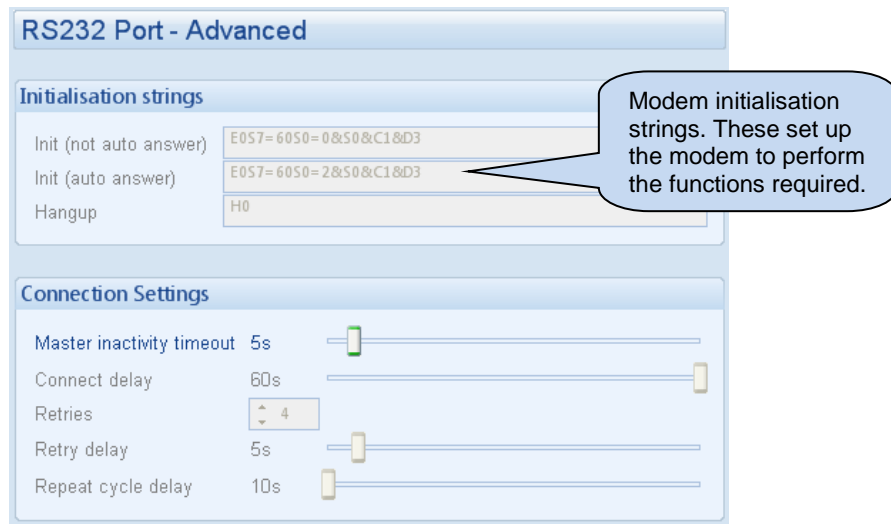 RS232 Port - Advanced
Initialisation strings
Init (not auto answer) E0S7=60S0=0&S0&C1&D3
Init (auto answer) E0S7=60S0=2&S0&C1&D3
Hangup H0
Modem initialisation
strings. These set up
the modem to perform
the functions required.
Connection Settings
Master inactivity timeout 5s
Connect delay 60s
Retries 4
Retry delay 5s
Repeat cycle delay 10s